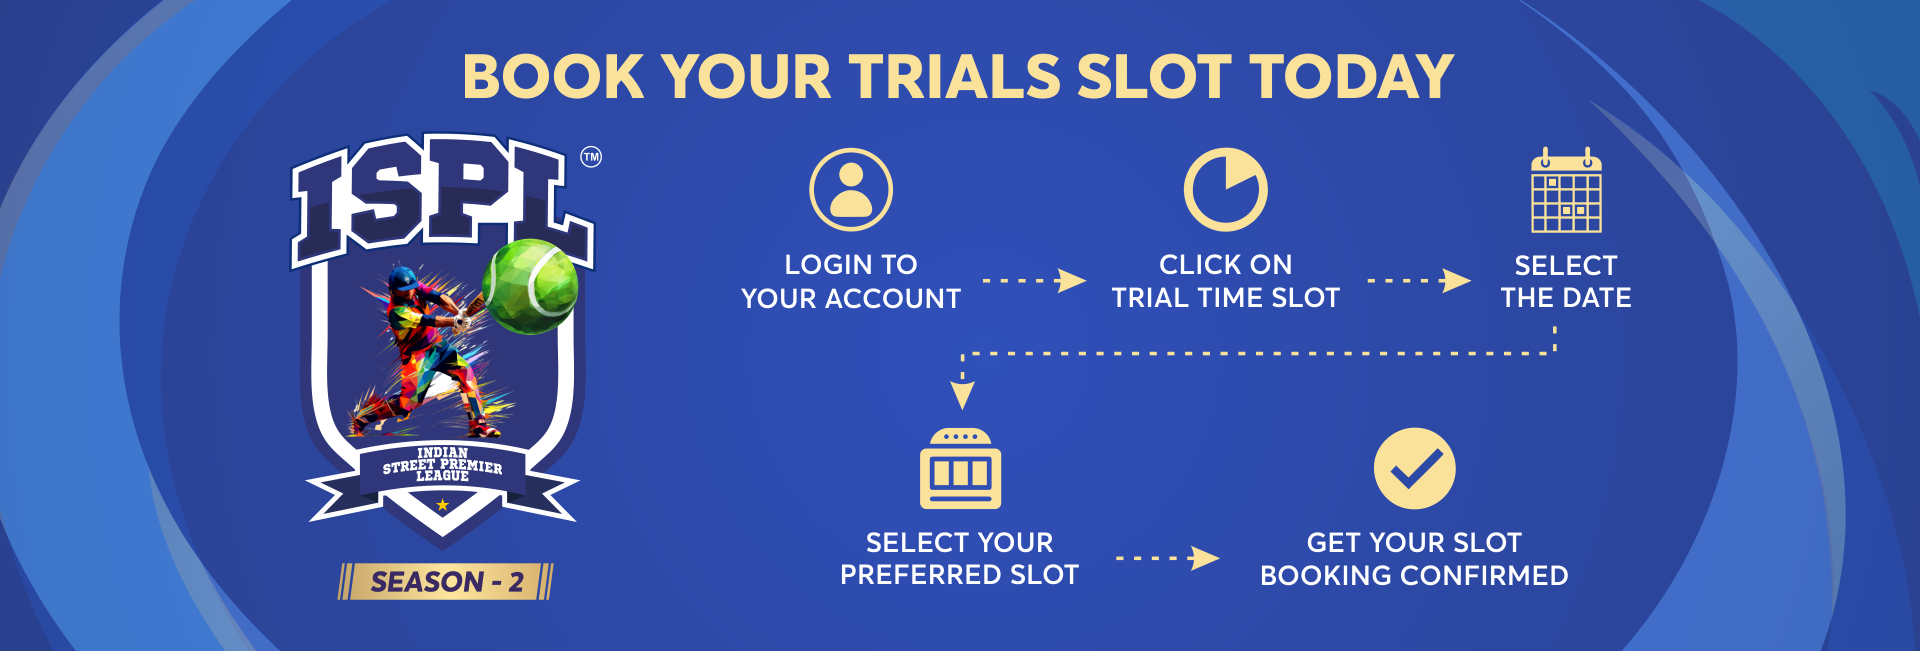 BOOK YOUR TRIALS SLOT TODAY
ISPL
TM
INDIAN
STREET PREMIER
LEAGUE
SEASON - 2
LOGIN TO
YOUR ACCOUNT
CLICK ON
TRIAL TIME SLOT
SELECT
THE DATE
SELECT YOUR
PREFERRED SLOT
GET YOUR SLOT
BOOKING CONFIRMED